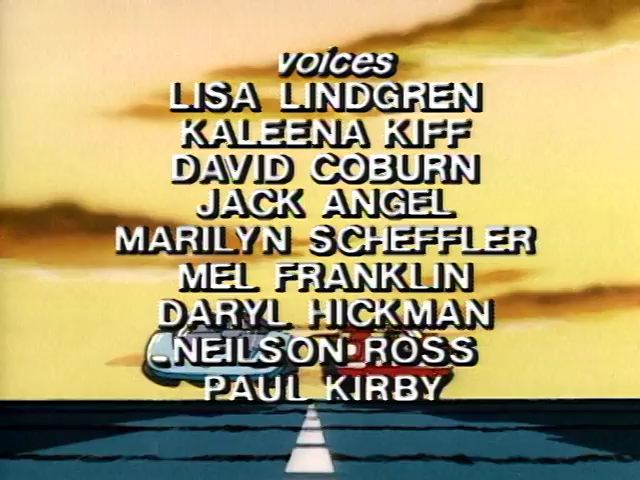 voices
LISA LINDGREN
KALEENA KIFF
DAVID COBURN
JACK ANGEL
MARILYN SCHEFFLER
MEL FRANKLIN
DARYL HICKMAN
NEILSON ROSS
PAUL KIRBY